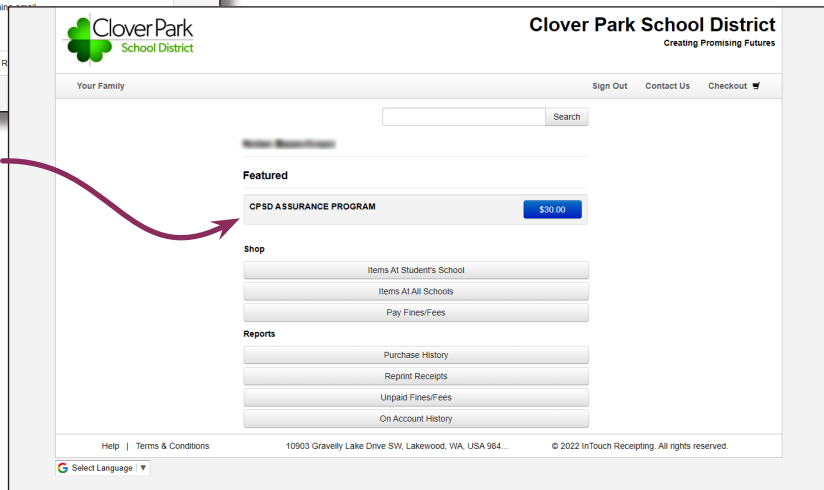 Clover Park
School District
Clover Park School District
Creating Promising Futures
R
Your Family
Sign Out
Contact Us
Checkout
Search
Featured
CPSD ASSURANCE PROGRAM
$30.00
Shop
Items At Student's School
Items At All Schools
Pay Fines/Fees
Reports
Purchase History
Reprint Receipts
Unpaid Fines/Fees
On Account History
Help | Terms & Conditions
10903 Gravelly Lake Drive SW, Lakewood, WA, USA 984...
© 2022 InTouch Receipting. All rights reserved.
G Select Language ▼